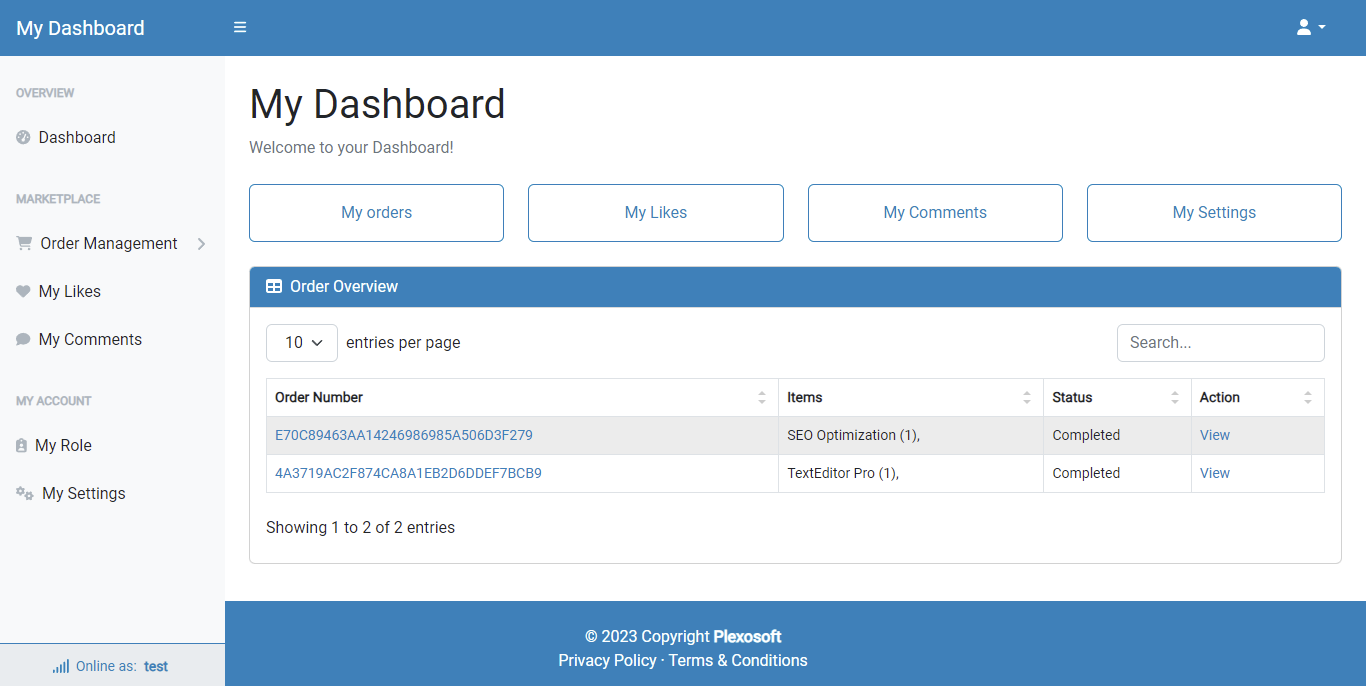 My Dashboard
OVERVIEW
Dashboard
MARKETPLACE
Order Management
My Likes
My Comments
MY ACCOUNT
My Role
My Settings
Online as: test
My Dashboard
Welcome to your Dashboard!
My orders My Likes My Comments My Settings
Order Overview
10 entries per page Search...
Order Number Items Status Action
E70C89463AA14246986985A506D3F279 SEO Optimization (1), Completed View
4A3719AC2F874CA8A1EB2D6DDEF7BCB9 TextEditor Pro (1), Completed View
Showing 1 to 2 of 2 entries
© 2023 Copyright Plexosoft
Privacy Policy · Terms & Conditions